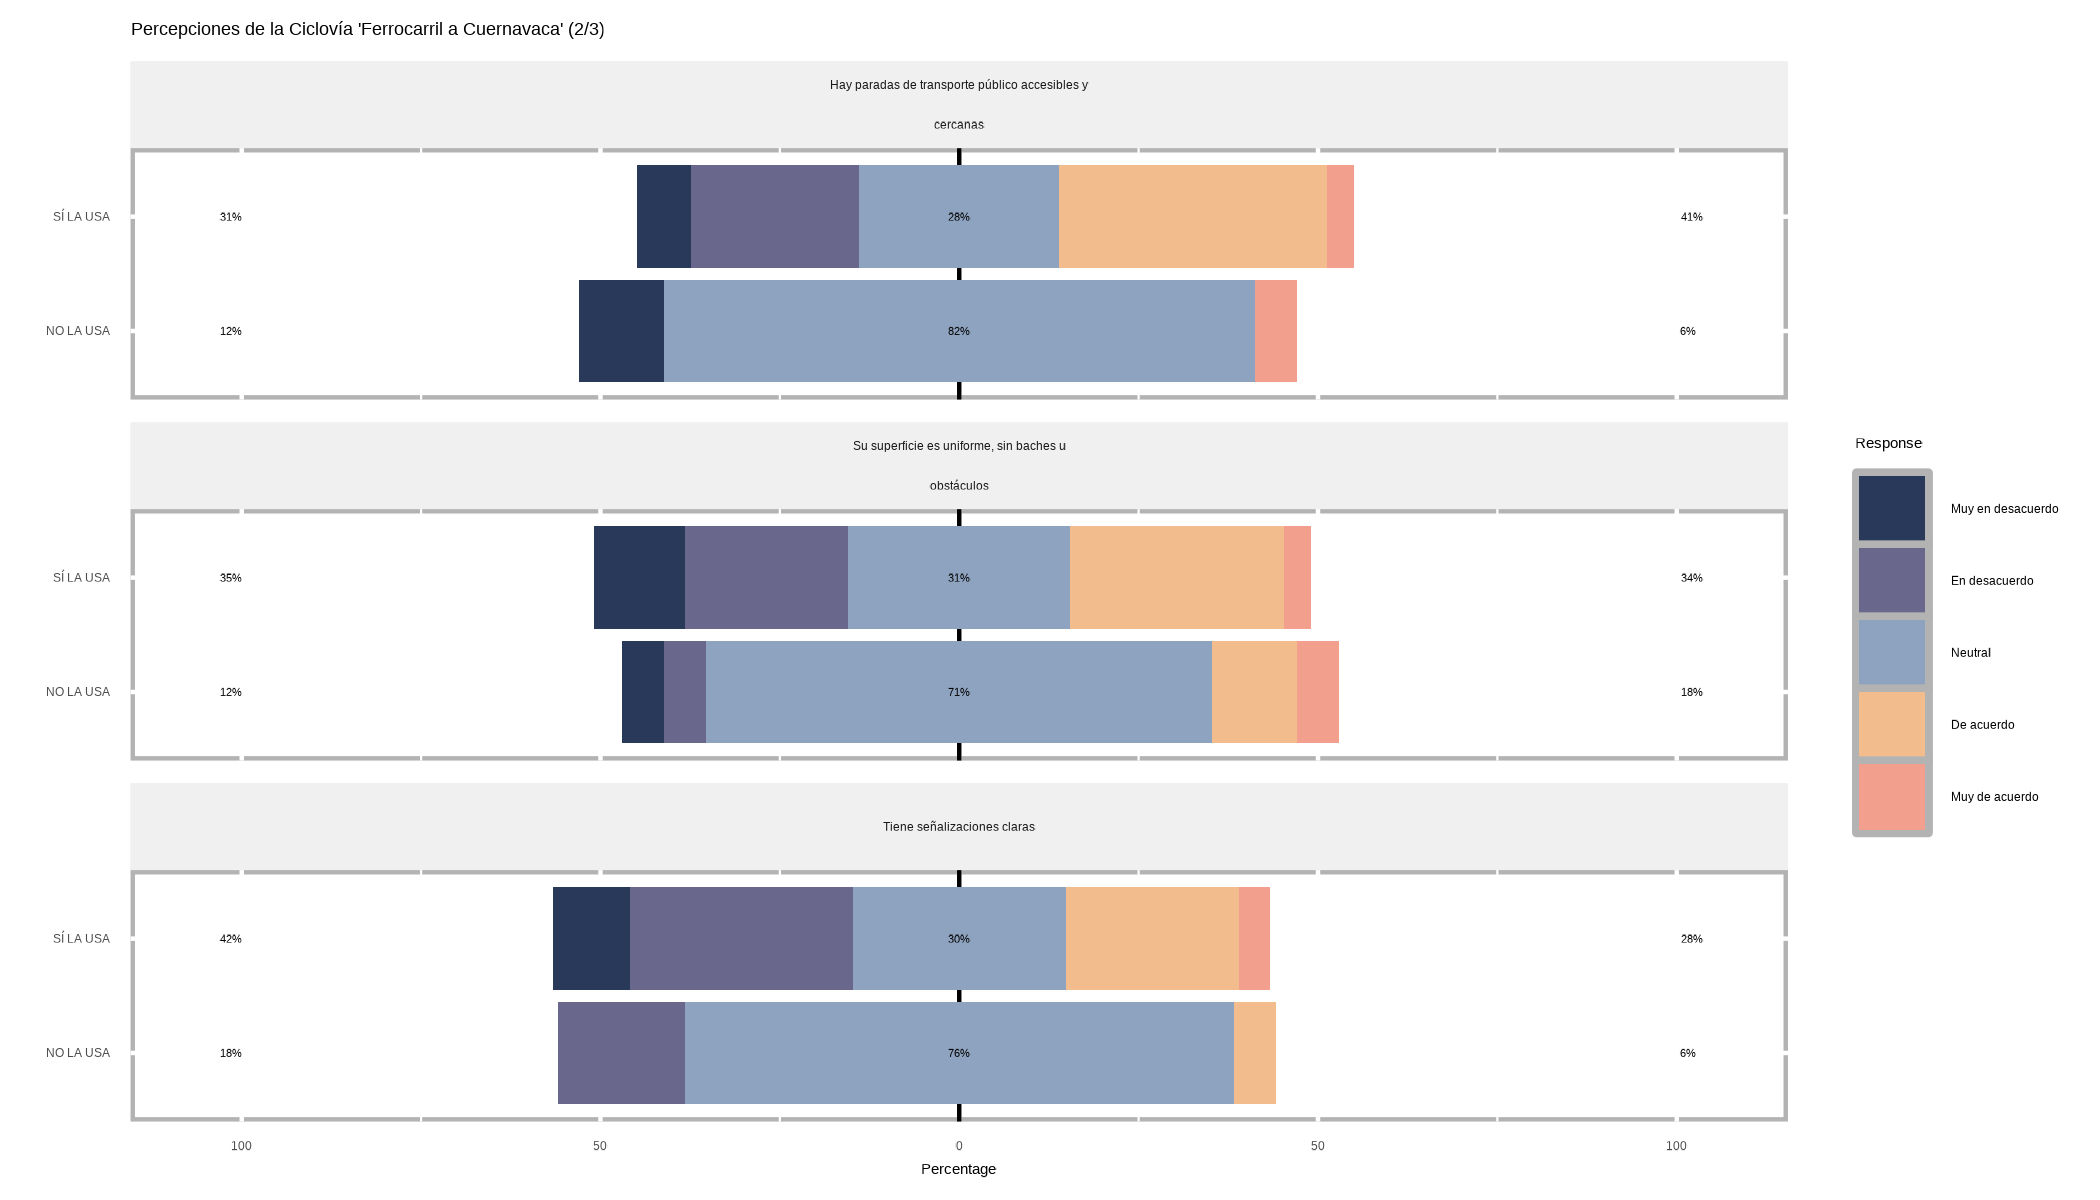 Percepciones de la Ciclovía 'Ferrocarril a Cuernavaca' (2/3)
Hay paradas de transporte público accesibles y
cercanas
SÍ LA USA 31% 28% 41%
NO LA USA 12% 82% 6%
Su superficie es uniforme, sin baches u
obstáculos
SÍ LA USA 35% 31% 34%
NO LA USA 12% 71% 18%
Tiene señalizaciones claras
SÍ LA USA 42% 30% 28%
NO LA USA 18% 76% 6%
100 50 0 50 100
Percentage
Response
Muy en desacuerdo
En desacuerdo
Neutral
De acuerdo
Muy de acuerdo